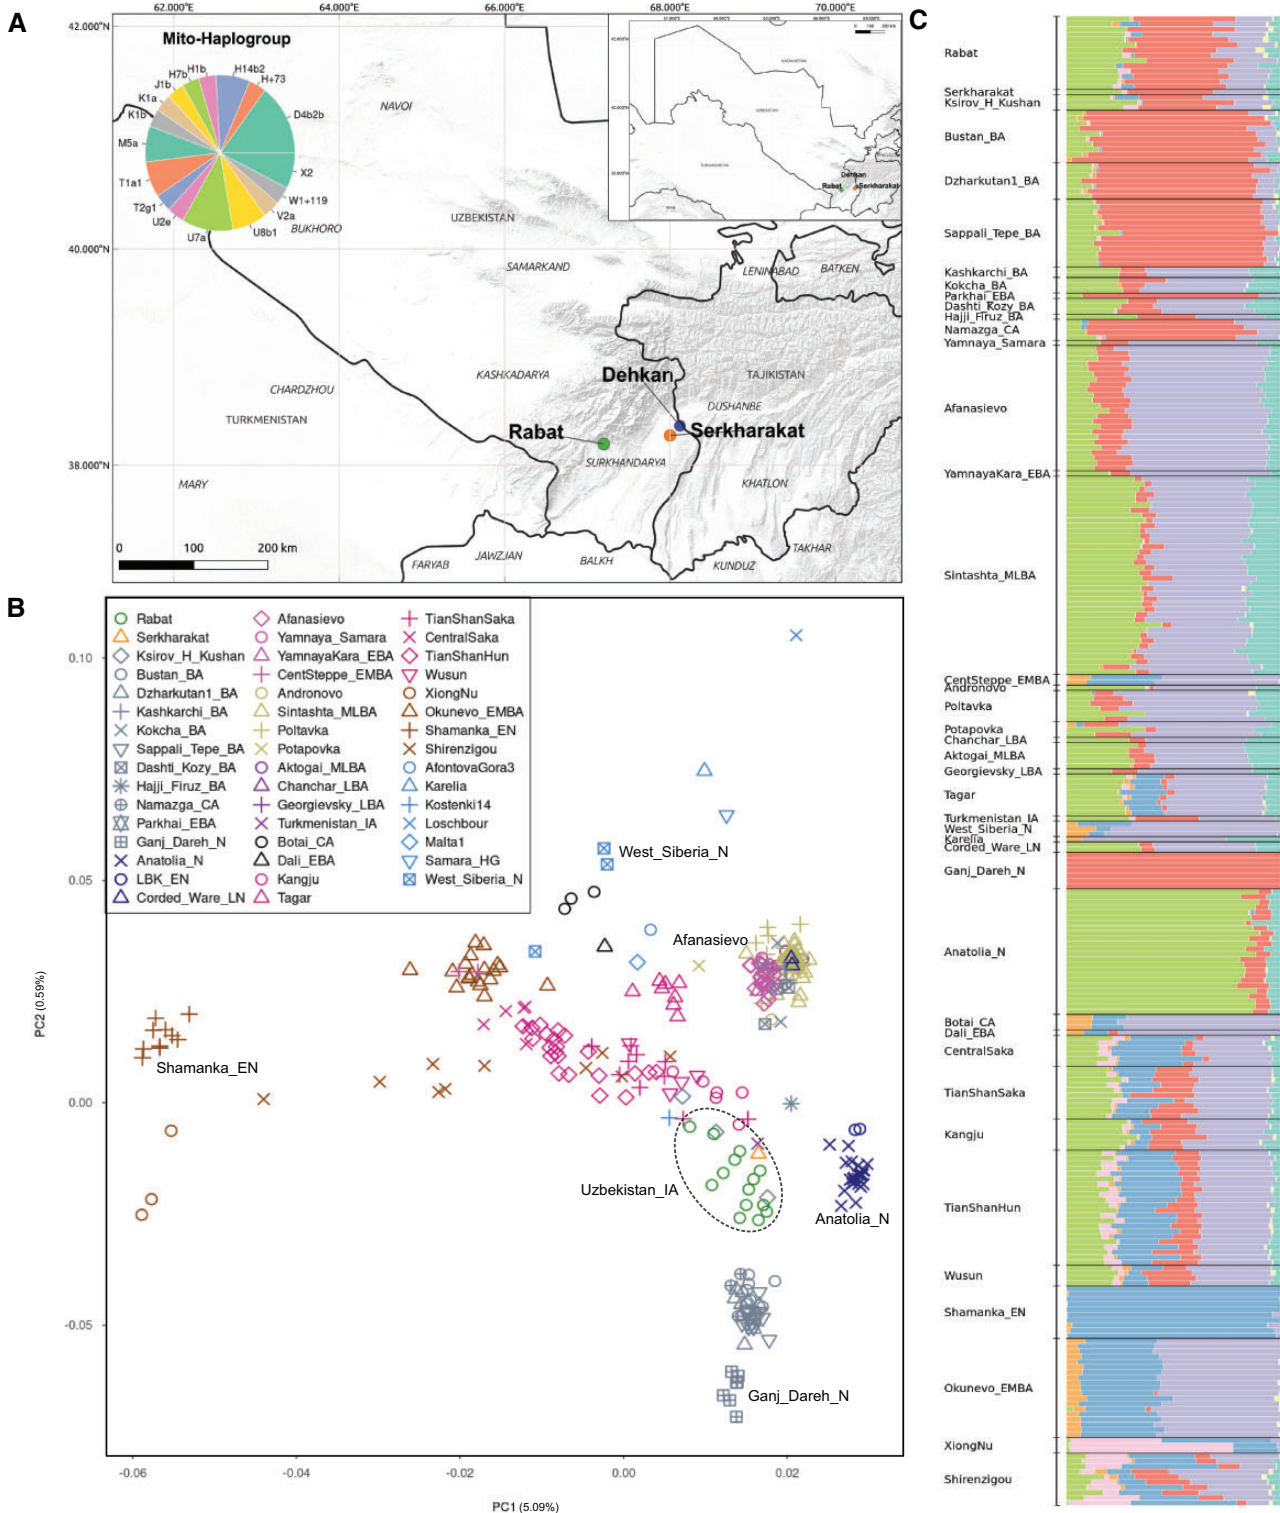 A
62.000°E
64.000°E
66.000°E
68.000°E
70.000°E
42.000°N
40.000°N
38.000°N
Mito-Haplogroup
H1b
H14b2
H+73
D4b2b
X2
W1+119
V2a
U8b1
U7a
U2e
T2g1
T1a1
M5a
K1b
K1a
J1b
H7b
NAVOI
BUKHORO
UZBEKISTAN
SAMARKAND
LENINABAD
BATKEN
KASHKADARYA
CHARDZHOU
TURKMENISTAN
TAJIKISTAN
DUSHANBE
Dehkan
Rabat
Serkharakat
SURKHANDARYA
MARY
KHATLON
FARYAB
JAWZJAN
BALKH
KUNDUZ
TAKHAR
0 100 200 km
Dehkan
Rabat
Serkharakat
B
Rabat
Serkharakat
Ksirov_H_Kushan
Bustan_BA
Dzharkutan1_BA
Kashkarchi_BA
Kokcha_BA
Sappali_Tepe_BA
Dashti_Kozy_BA
Hajji_Firuz_BA
Namazga_CA
Parkhai_EBA
Ganj_Dareh_N
Anatolia_N
LBK_EN
Corded_Ware_LN
Afanasievo
Yamnaya_Samara
YamnayaKara_EBA
CentSteppe_EMBA
Andronovo
Sintashta_MLBA
Poltavka
Potapovka
Aktogai_MLBA
Chanchar_LBA
Georgievsky_LBA
Turkmenistan_IA
Botai_CA
Dali_EBA
Kangju
Tagar
TianShanSaka
CentralSaka
TianShanHun
Wusun
XiongNu
Okunevo_EMBA
Shamanka_EN
Shirenzigou
AfontovaGora3
Karelia
Kostenki14
Loschbour
Malta1
Samara_HG
West_Siberia_N
West_Siberia_N
Afanasievo
Shamanka_EN
Uzbekistan_IA
Anatolia_N
Ganj_Dareh_N
0.10
0.05
0.00
-0.05
PC2 (0.59%)
-0.06
-0.04
-0.02
0.00
0.02
PC1 (5.09%)
C
Rabat
Serkharakat
Ksirov_H_Kushan
Bustan_BA
Dzharkutan1_BA
Sappali_Tepe_BA
Kashkarchi_BA
Kokcha_BA
Parkhai_EBA
Dashti_Kozy_BA
Hajji_Firuz_BA
Namazga_CA
Yamnaya_Samara
Afanasievo
YamnayaKara_EBA
Sintashta_MLBA
CentSteppe_EMBA
Andronovo
Poltavka
Potapovka
Chanchar_LBA
Aktogai_MLBA
Georgievsky_LBA
Tagar
Turkmenistan_IA
West_Siberia_N
Karelia
Corded_Ware_LN
Ganj_Dareh_N
Anatolia_N
Botai_CA
Dali_EBA
CentralSaka
TianShanSaka
Kangju
TianShanHun
Wusun
Shamanka_EN
Okunevo_EMBA
XiongNu
Shirenzigou